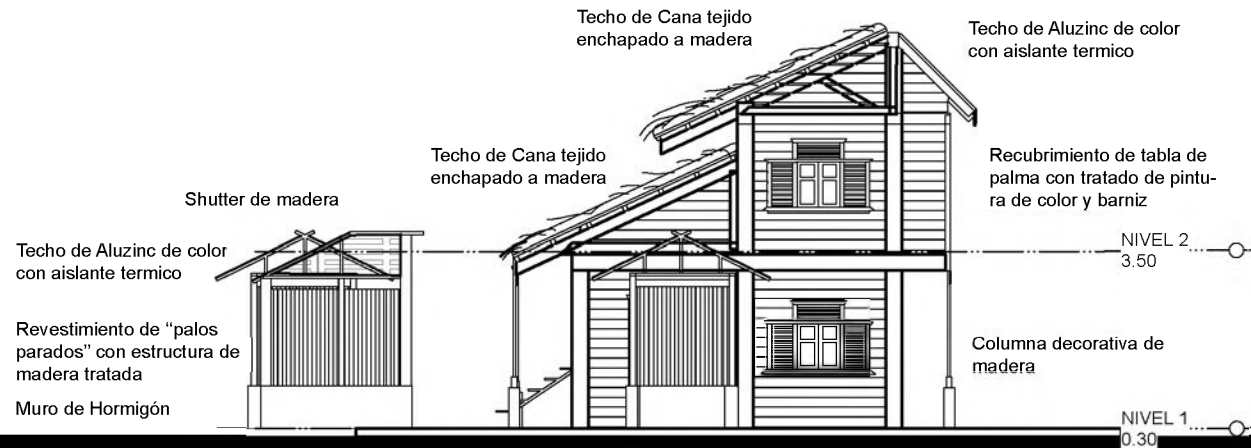 Techo de Cana tejido
enchapado a madera
Techo de Aluzinc de color
con aislante termico
Techo de Cana tejido
enchapado a madera
Recubrimiento de tabla de
palma con tratado de pintu-
ra de color y barniz
Shutter de madera
Techo de Aluzinc de color
con aislante termico
NIVEL 2
3.50
Revestimiento de “palos
parados” con estructura de
madera tratada
Columna decorativa de
madera
Muro de Hormigón
NIVEL 1
0.30